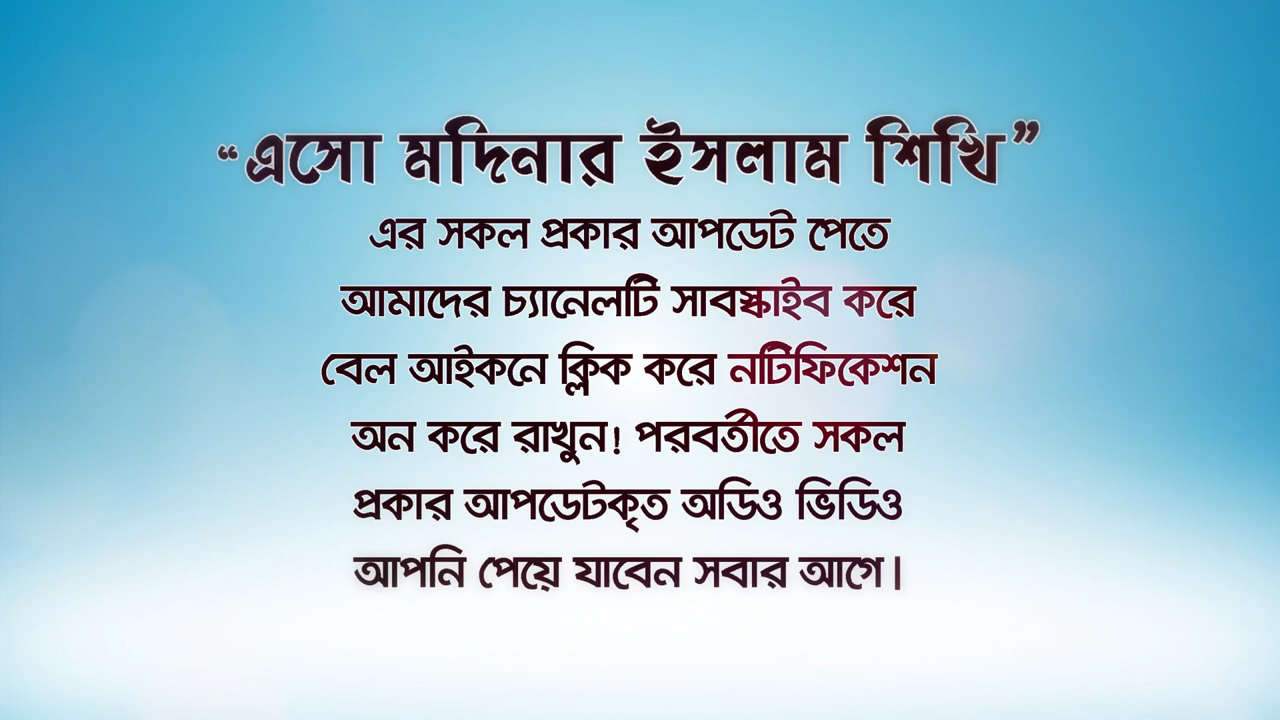 “এসো মদিনার ইসলাম শিখি”
এর সকল প্রকার আপডেট পেতে
আমাদের চ্যানেলটি সাবস্কাইব করে
বেল আইকনে ক্লিক করে নটিফিকেশন
অন করে রাখুন! পরবর্তীতে সকল
প্রকার আপডেটকৃত অডিও ভিডিও
আপনি পেয়ে যাবেন সবার আগে।